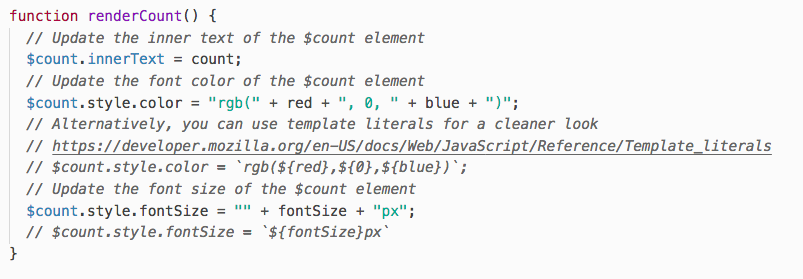 function renderCount() {
// Update the inner text of the $count element
$count.innerText = count;
// Update the font color of the $count element
$count.style.color = "rgb(" + red + ", 0, " + blue + ")";
// Alternatively, you can use template literals for a cleaner look
// https://developer.mozilla.org/en-US/docs/Web/JavaScript/Reference/Template_literals
// $count.style.color = `rgb(${red},${0},${blue})`;
// Update the font size of the $count element
$count.style.fontSize = "" + fontSize + "px";
// $count.style.fontSize = `${fontSize}px`
}